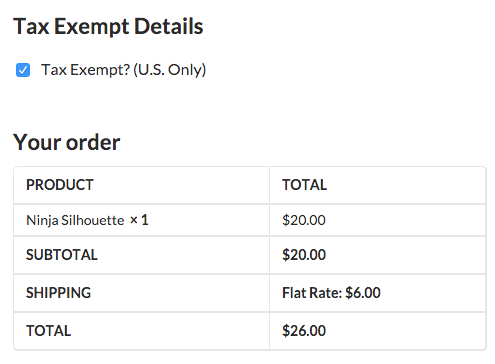 Tax Exempt Details
Tax Exempt? (U.S. Only)
Your order
PRODUCT TOTAL
Ninja Silhouette × 1 $20.00
SUBTOTAL $20.00
SHIPPING Flat Rate: $6.00
TOTAL $26.00